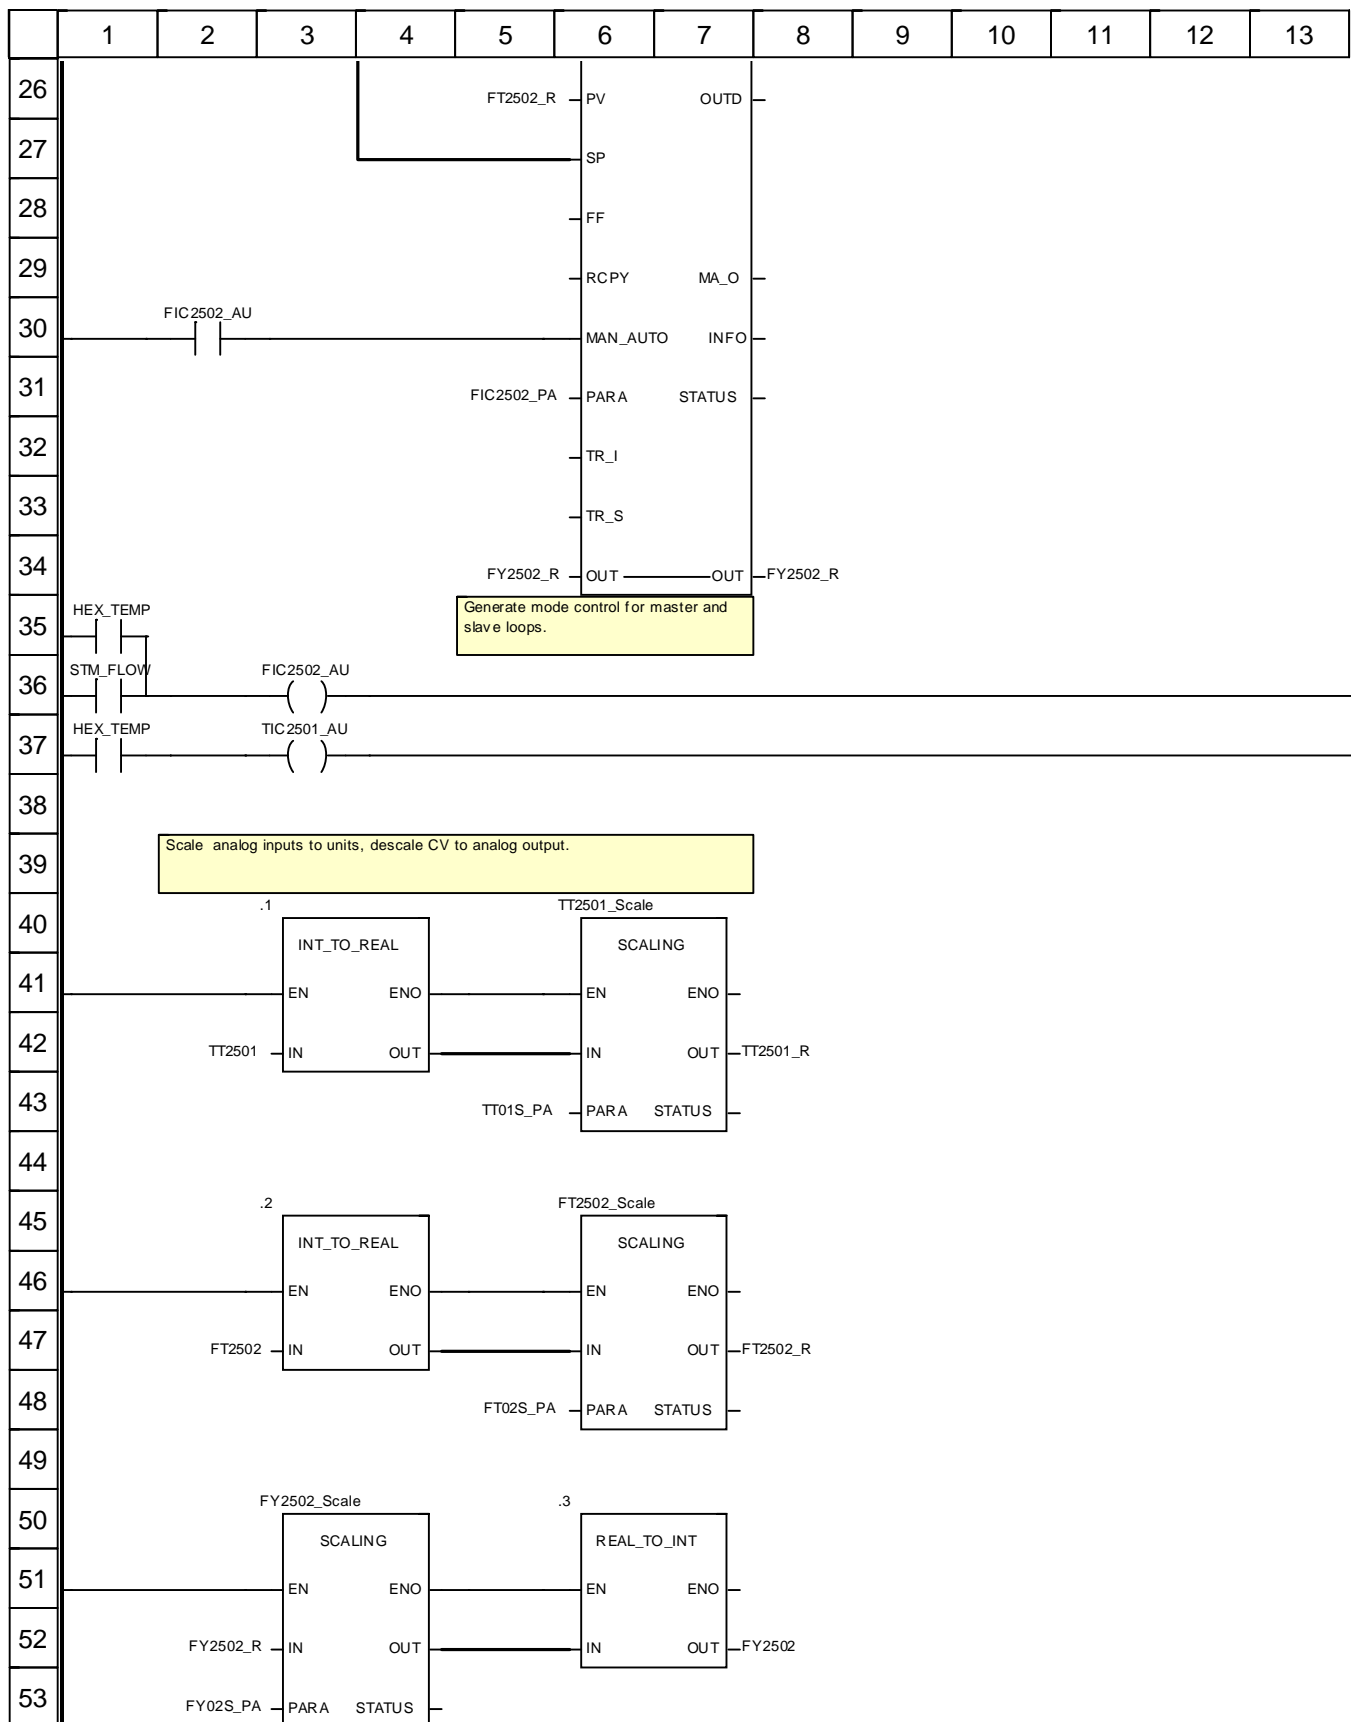 1 2 3 4 5 6 7 8 9 10 11 12 13
26
FT2502_R PV OUTD
27
SP
28
FF
29
RCPY MA_O
FIC2502_AU
30
MAN_AUTO INFO
31
FIC2502_PA PARA STATUS
32
TR_I
33
TR_S
34
FY2502_R OUT OUT FY2502_R
35
HEX_TEMP
Generate mode control for master and
slave loops.
36
STM_FLOW FIC2502_AU
37
HEX_TEMP TIC2501_AU
38
39
Scale analog inputs to units, descale CV to analog output.
40
.1 TT2501_Scale
INT_TO_REAL SCALING
41
EN ENO EN ENO
42
TT2501 IN OUT IN OUT TT2501_R
43
TT01S_PA PARA STATUS
44
45
.2 FT2502_Scale
INT_TO_REAL SCALING
46
EN ENO EN ENO
47
FT2502 IN OUT IN OUT FT2502_R
48
FT02S_PA PARA STATUS
49
50
FY2502_Scale .3
SCALING REAL_TO_INT
51
EN ENO EN ENO
52
FY2502_R IN OUT IN OUT FY2502
53
FY02S_PA PARA STATUS